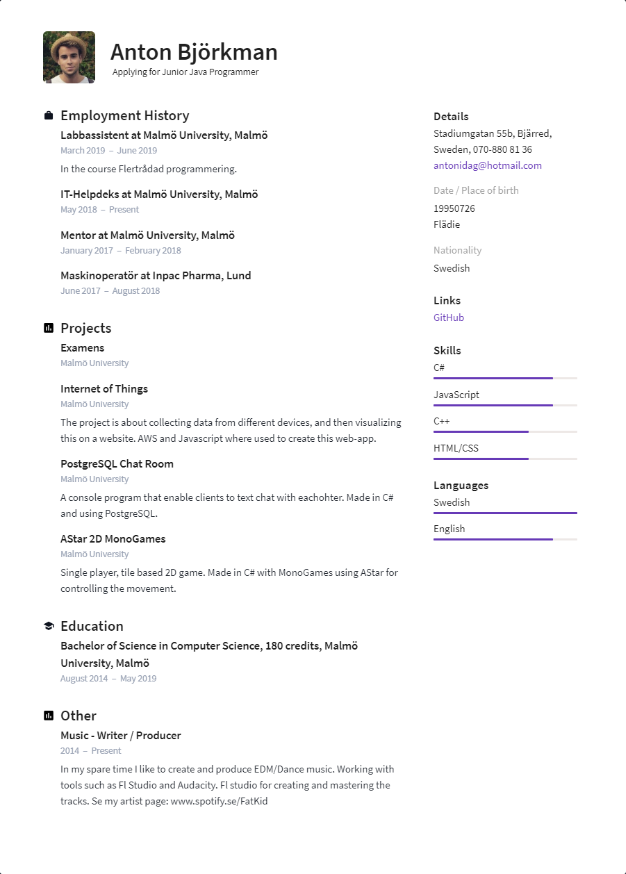 Anton Björkman
Applying for Junior Java Programmer
Employment History
Labbassistent at Malmö University, Malmö
March 2019 – June 2019
In the course Flertrådad programmering.
IT-Helpdeks at Malmö University, Malmö
May 2018 – Present
Mentor at Malmö University, Malmö
January 2017 – February 2018
Maskinoperatör at Inpac Pharma, Lund
June 2017 – August 2018
Projects
Examens
Malmö University
Internet of Things
Malmö University
The project is about collecting data from different devices, and then visualizing
this on a website. AWS and Javascript where used to create this web-app.
PostgreSQL Chat Room
Malmö University
A console program that enable clients to text chat with eachohter. Made in C#
and using PostgreSQL.
AStar 2D MonoGames
Malmö University
Single player, tile based 2D game. Made in C# with MonoGames using AStar for
controlling the movement.
Education
Bachelor of Science in Computer Science, 180 credits, Malmö
University, Malmö
August 2014 – May 2019
Other
Music - Writer / Producer
2014 – Present
In my spare time I like to create and produce EDM/Dance music. Working with
tools such as Fl Studio and Audacity. Fl studio for creating and mastering the
tracks. Se my artist page: www.spotify.se/FatKid
Details
Stadiumgatan 55b, Bjärred,
Sweden, 070-880 81 36
antonidag@hotmail.com
Date / Place of birth
19950726
Flädie
Nationality
Swedish
Links
GitHub
Skills
C#
JavaScript
C++
HTML/CSS
Languages
Swedish
English